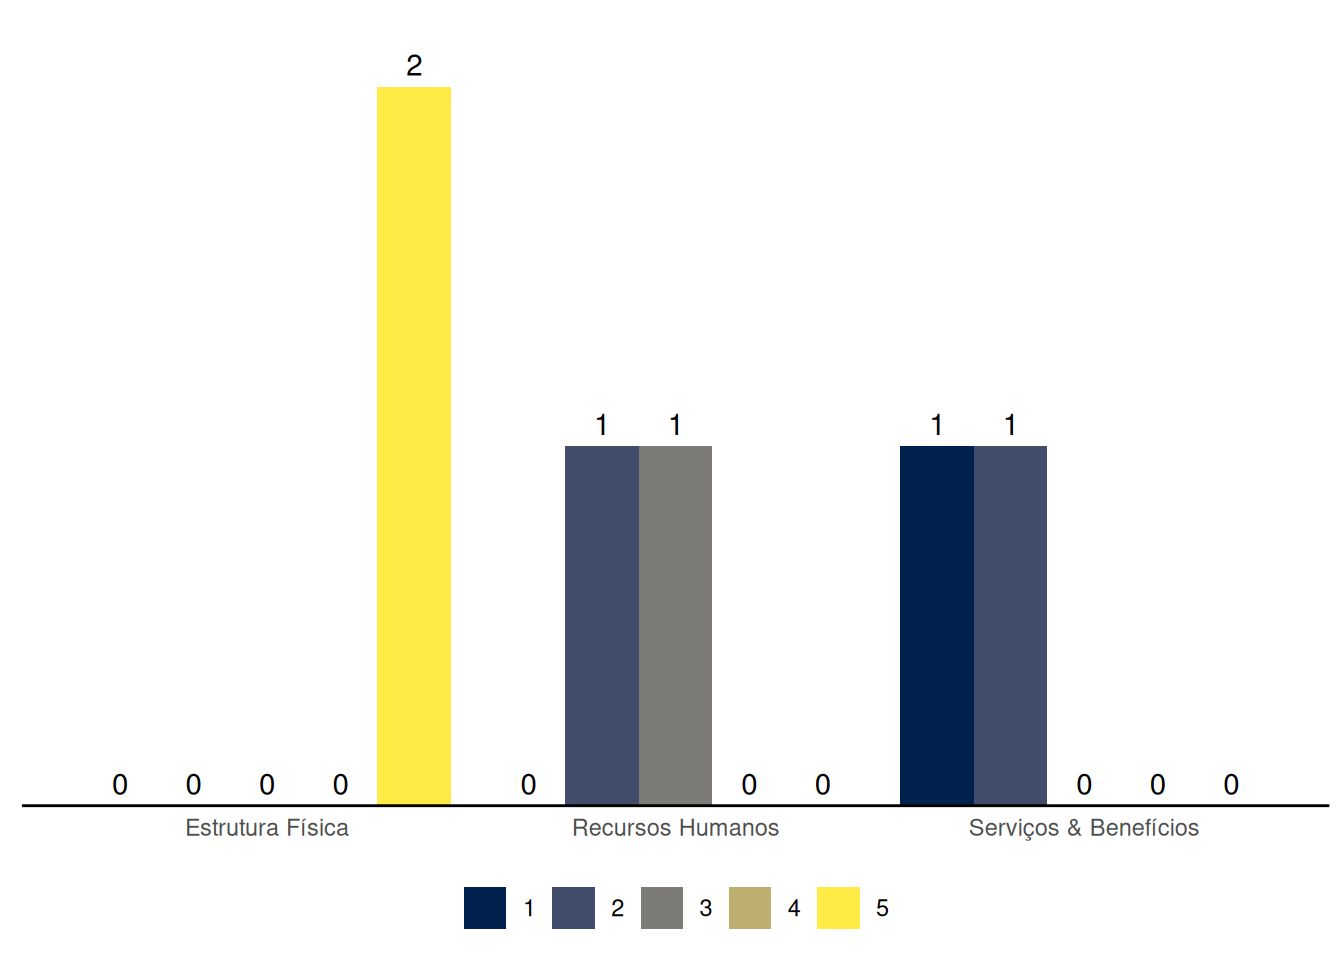 2
1 1 1 1
0 0 0 0 0 0 0 0 0 0
Estrutura Física Recursos Humanos Serviços & Benefícios
1 2 3 4 5